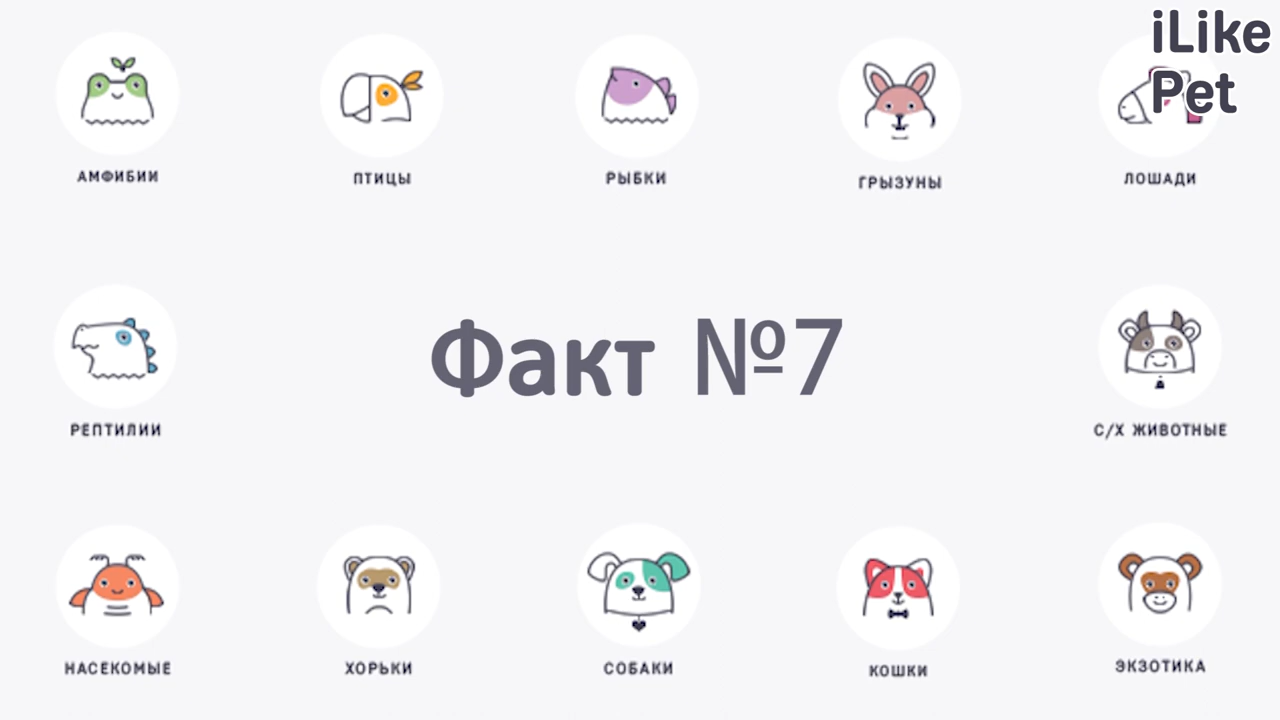 iLike
Pet
АМФИБИИ
ПТИЦЫ
РЫБКИ
ГРЫЗУНЫ
ЛОШАДИ
Факт №7
РЕПТИЛИИ
С/Х ЖИВОТНЫЕ
НАСЕКОМЫЕ
ХОРЬКИ
СОБАКИ
КОШКИ
ЭКЗОТИКА